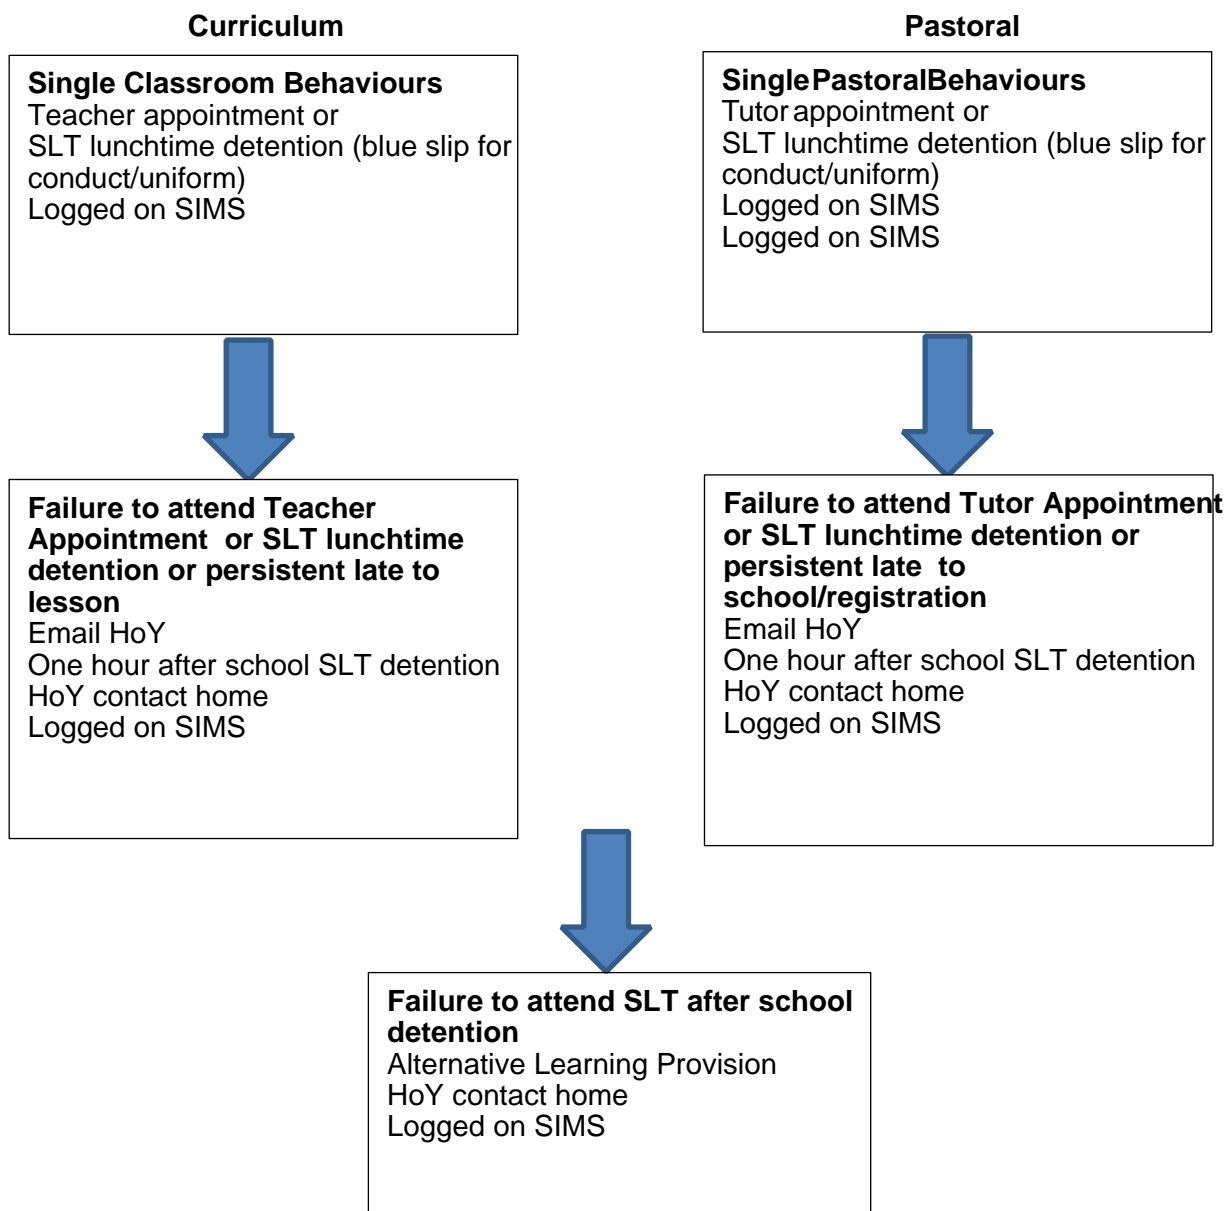 Curriculum
Pastoral
Single Classroom Behaviours
Teacher appointment or
SLT lunchtime detention (blue slip for
conduct/uniform)
Logged on SIMS
Single Pastoral Behaviours
Tutor appointment or
SLT lunchtime detention (blue slip for
conduct/uniform)
Logged on SIMS
Logged on SIMS
Failure to attend Teacher
Appointment or SLT lunchtime
detention or persistent late to
lesson
Email HoY
One hour after school SLT detention
HoY contact home
Logged on SIMS
Failure to attend Tutor Appointment
or SLT lunchtime detention or
persistent late to
school/registration
Email HoY
One hour after school SLT detention
HoY contact home
Logged on SIMS
Failure to attend SLT after school
detention
Alternative Learning Provision
HoY contact home
Logged on SIMS